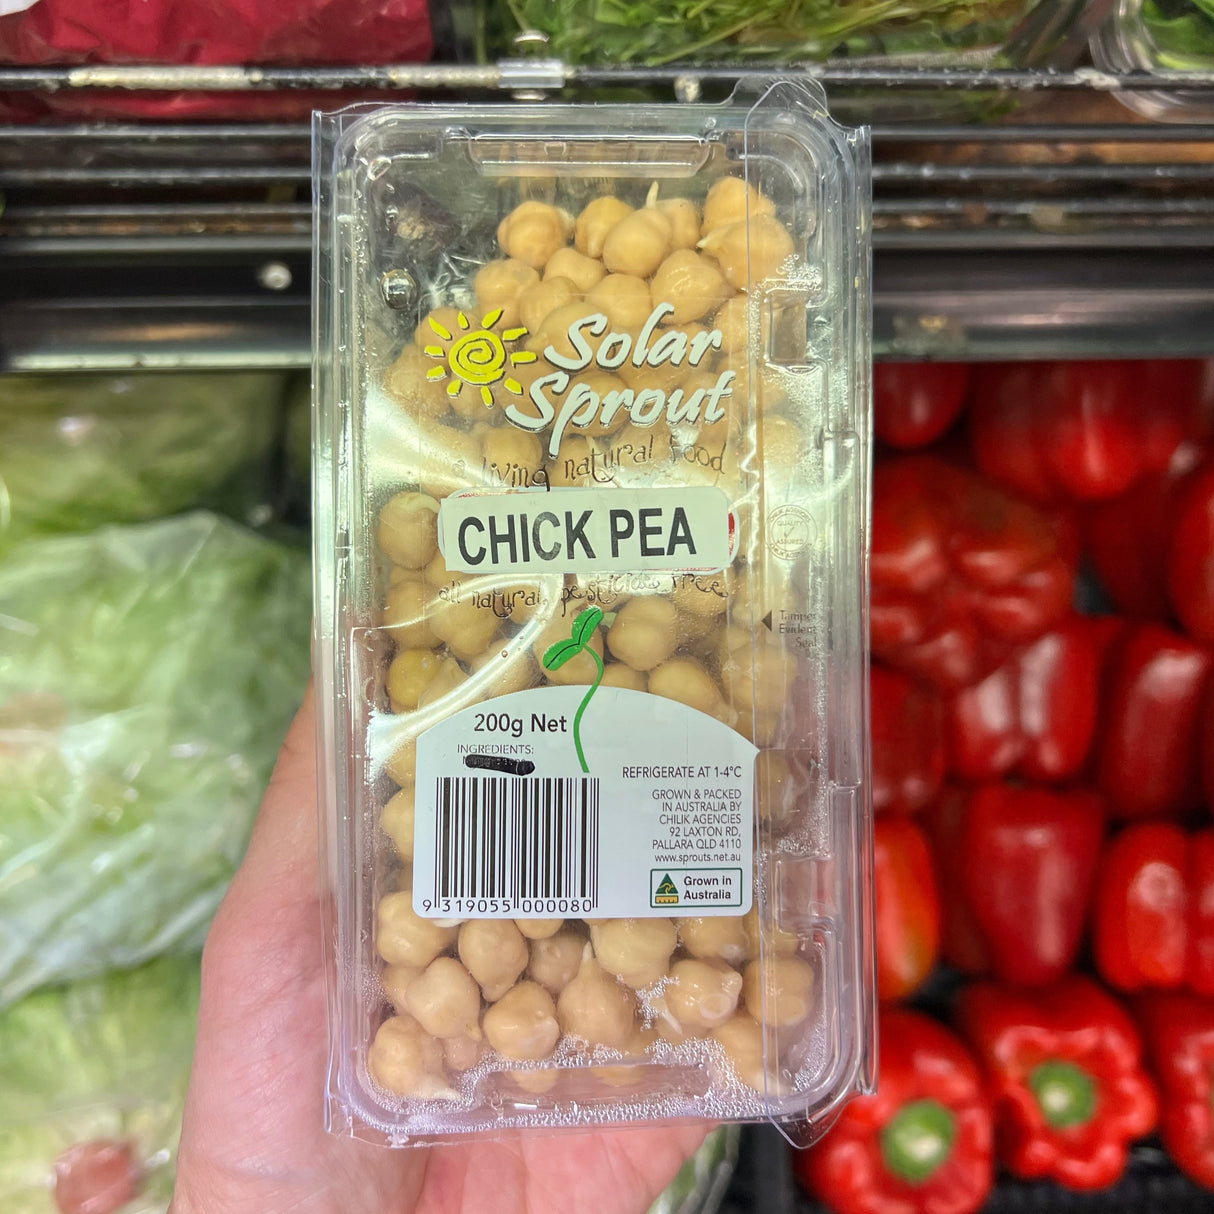 Solar
Sprout
a living natural food
CHICK PEA
all natural, pesticide free
QUALITY
ASSURED
Tamper
Evident
Seal
200g Net
INGREDIENTS:
REFRIGERATE AT 1-4°C
GROWN & PACKED
IN AUSTRALIA BY
CHILIK AGENCIES
92 LAXTON RD,
PALLARA QLD 4110
www.sprouts.net.au
Grown in
Australia
9 319055 000080